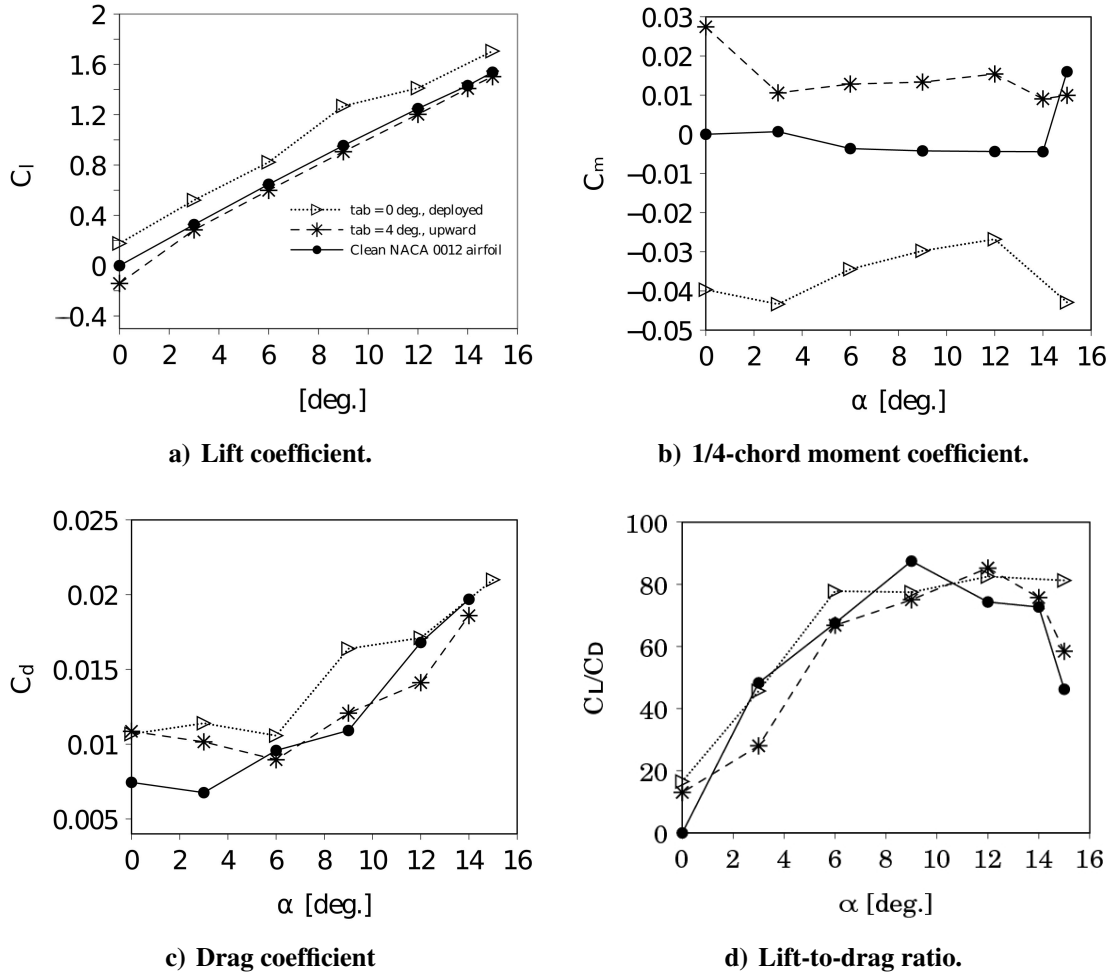 2
1.6
1.2
0.8
0.4
0
−0.4
Cl
0 2 4 6 8 10 12 14 16
[deg.]
tab = 0 deg., deployed
tab = 4 deg., upward
Clean NACA 0012 airfoil
a) Lift coefficient.
0.03
0.02
0.01
0
−0.01
−0.02
−0.03
−0.04
−0.05
Cm
0 2 4 6 8 10 12 14 16
α [deg.]
b) 1/4-chord moment coefficient.
0.025
0.02
0.015
0.01
0.005
Cd
0 2 4 6 8 10 12 14 16
α [deg.]
c) Drag coefficient
100
80
60
40
20
0
CL/CD
0 2 4 6 8 10 12 14 16
α [deg.]
d) Lift-to-drag ratio.